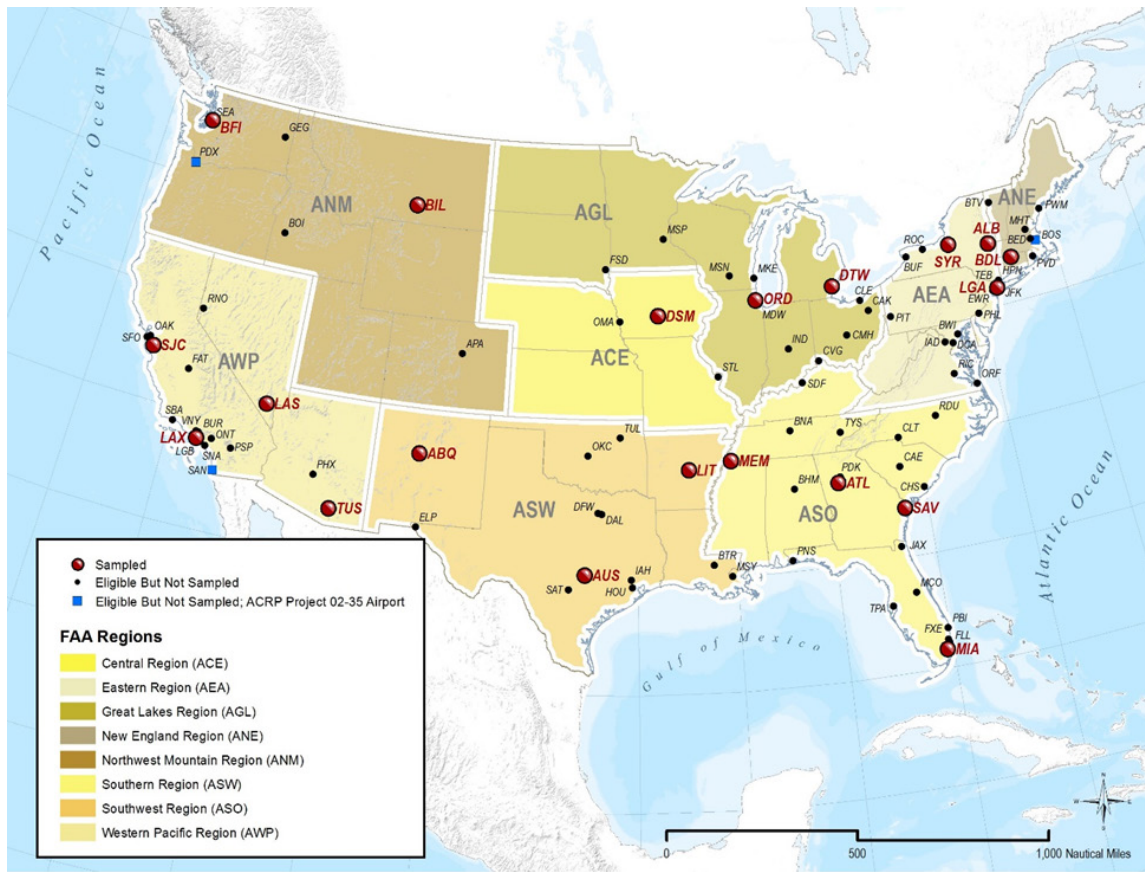 Pacific Ocean
SEA
BFI
GEG
PDX
ANM
BIL
BOI
AGL
MSP
FSD
MSN
MKE
ORD
MDW
DTW
CLE
CAK
ROC
BUF
SYR
ALB
BTV
ANE
PWM
MHT
BED
BOS
BDL
PVD
TEB
HPN
LGA
JFK
EWR
AEA
PIT
PHL
BWI
IAD
DCA
RIC
ORF
RNO
OAK
SFO
SJC
AWP
FAT
LAS
SBA
VNY
BUR
ONT
LAX
LGB
SNA
PSP
SAN
PHX
TUS
APA
OMA
DSM
ACE
IND
CMH
CVG
STL
SDF
ABQ
TUL
OKC
LIT
MEM
BNA
TYS
RDU
CLT
CAE
PDK
ATL
BHM
CHS
SAV
ASW
ASO
DFW
DAL
ELP
AUS
IAH
SAT
HOU
BTR
MSY
PNS
JAX
MCO
TPA
PBI
FXE
FLL
MIA
Atlantic Ocean
Gulf of Mexico
Sampled
Eligible But Not Sampled
Eligible But Not Sampled; ACRP Project 02-35 Airport
FAA Regions
Central Region (ACE)
Eastern Region (AEA)
Great Lakes Region (AGL)
New England Region (ANE)
Northwest Mountain Region (ANM)
Southern Region (ASW)
Southwest Region (ASO)
Western Pacific Region (AWP)
0 500 1,000 Nautical Miles